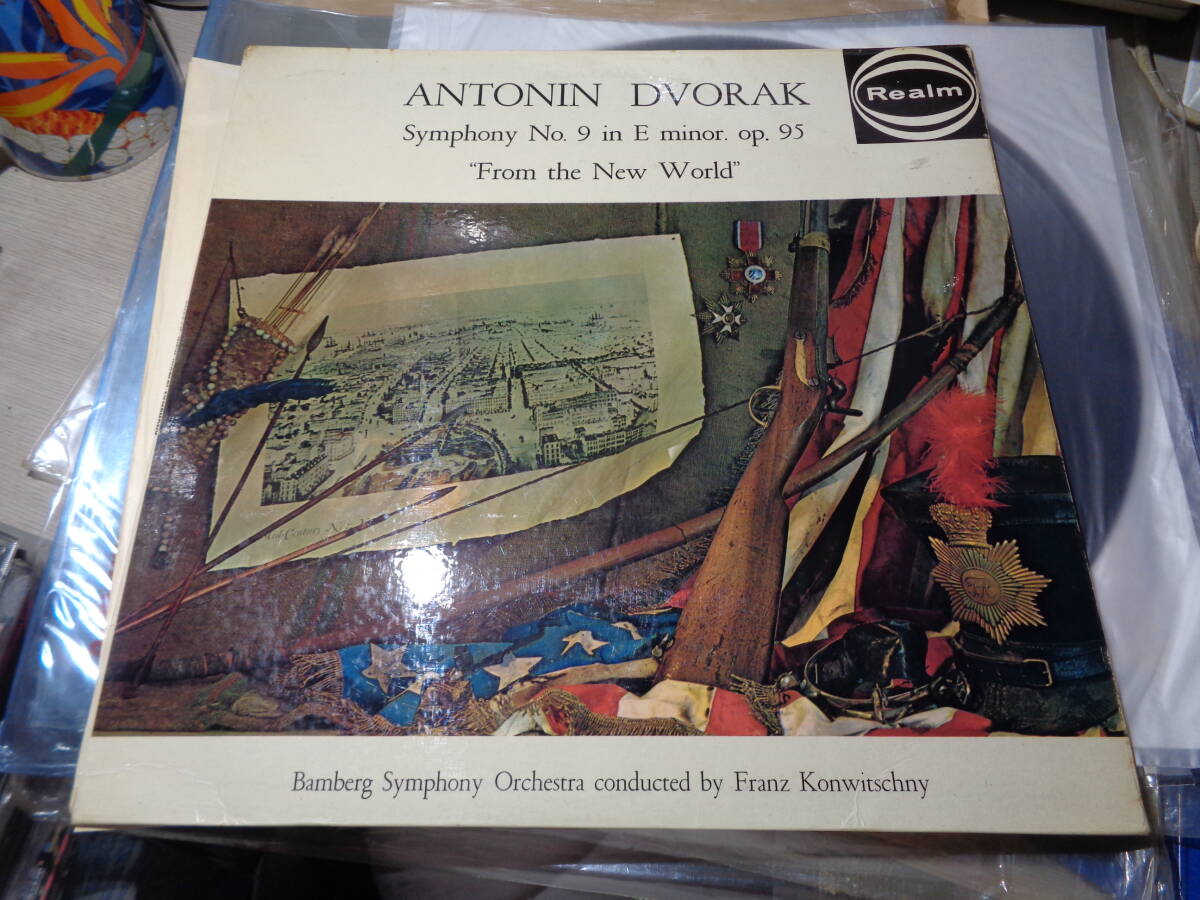 ANTONIN DVORAK
Realm
Symphony No. 9 in E minor. op. 95
“From the New World”
Bamberg Symphony Orchestra conducted by Franz Konwitschny